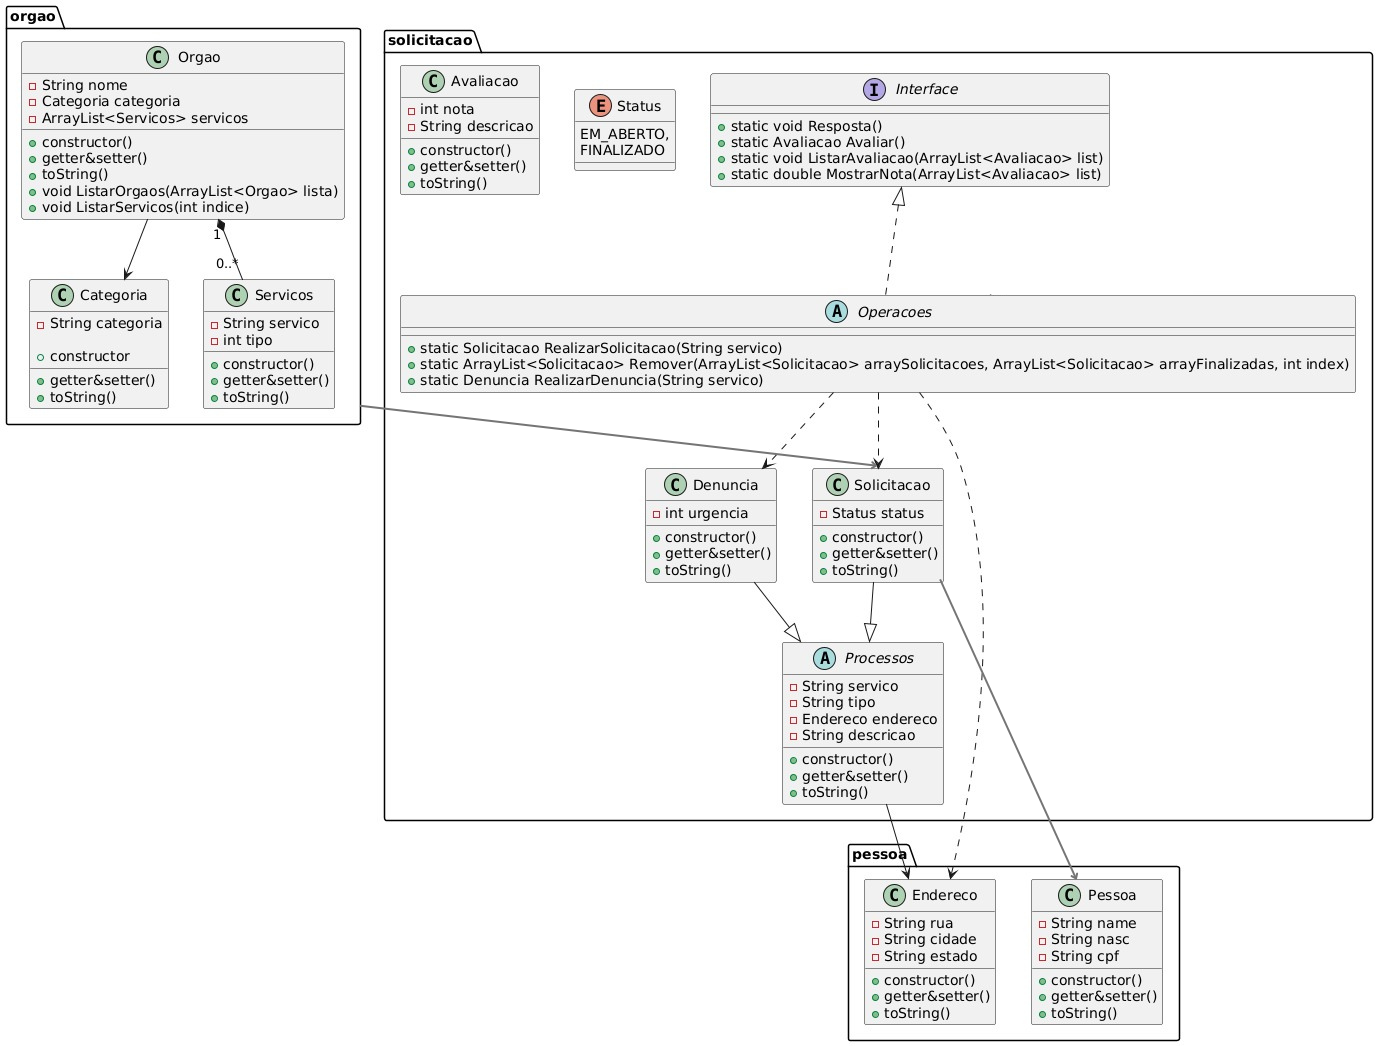 orgao
C Orgao
String nome
Categoria categoria
ArrayList<Servicos> servicos
constructor()
getter&setter()
toString()
void ListarOrgaos(ArrayList<Orgao> lista)
void ListarServicos(int indice)
1
0..*
C Categoria
String categoria
constructor
getter&setter()
toString()
C Servicos
String servico
int tipo
constructor()
getter&setter()
toString()
solicitacao
C Avaliacao
int nota
String descricao
constructor()
getter&setter()
toString()
E Status
EM_ABERTO,
FINALIZADO
I Interface
static void Resposta()
static Avaliacao Avaliar()
static void ListarAvaliacao(ArrayList<Avaliacao> list)
static double MostrarNota(ArrayList<Avaliacao> list)
A Operacoes
static Solicitacao RealizarSolicitacao(String servico)
static ArrayList<Solicitacao> Remover(ArrayList<Solicitacao> arraySolicitacoes, ArrayList<Solicitacao> arrayFinalizadas, int index)
static Denuncia RealizarDenuncia(String servico)
C Denuncia
int urgencia
constructor()
getter&setter()
toString()
C Solicitacao
Status status
constructor()
getter&setter()
toString()
A Processos
String servico
String tipo
Endereco endereco
String descricao
constructor()
getter&setter()
toString()
pessoa
C Endereco
String rua
String cidade
String estado
constructor()
getter&setter()
toString()
C Pessoa
String name
String nasc
String cpf
constructor()
getter&setter()
toString()